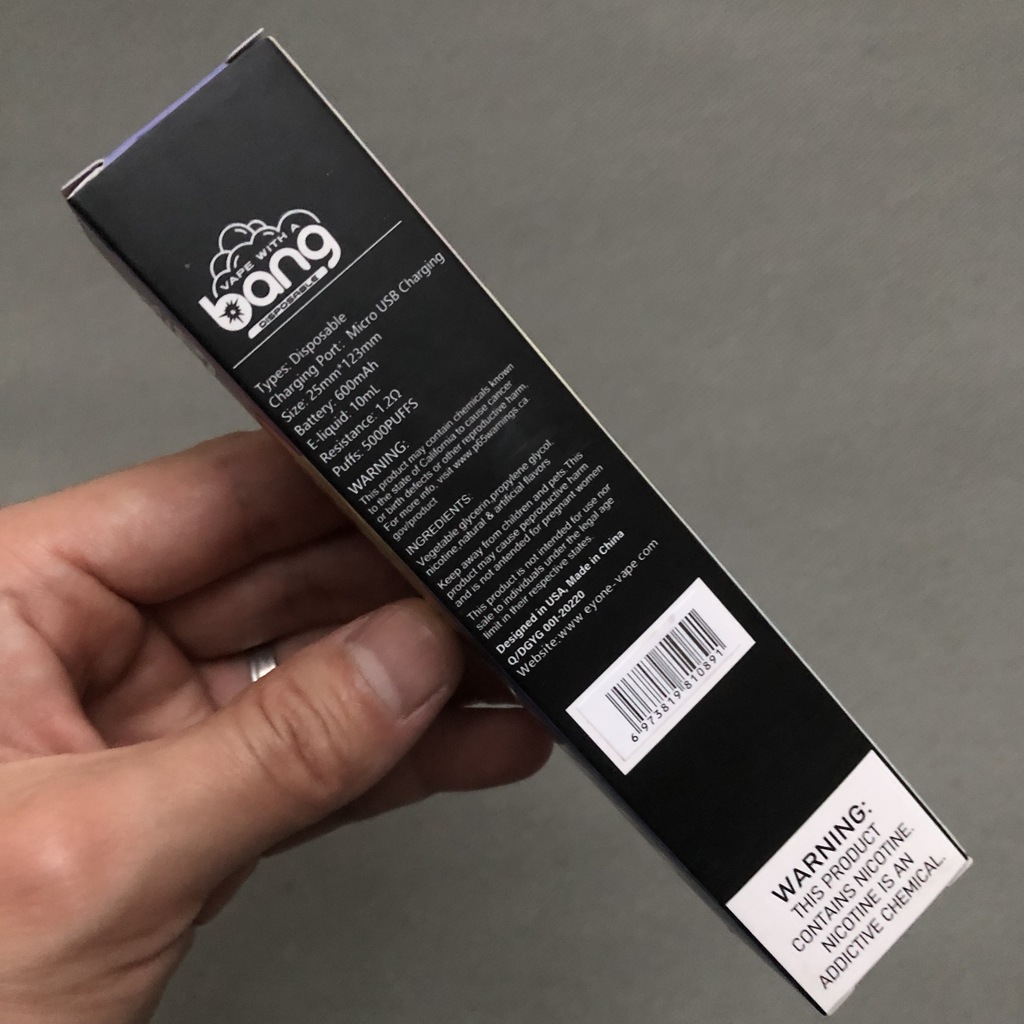 VAPE WITH A
bang
DISPOSABLE
Types: Disposable
Charging Port: Micro USB Charging
Size: 25mm*123mm
Battery: 600mAh
E-liquid: 10mL
Resistance: 1.2Ω
Puffs: 5000PUFFS
WARNING:
This product may contain chemicals known
to the state of California to cause cancer
or birth defects or other reproductive harm.
For more info, visit www.p65warnings.ca.
gov/product
INGREDIENTS:
Vegetable glycerin,propylene glycol.
nicotine,natural & artificial flavors
Keep away from children and pets. This
product may cause peproductive harm
and is not antended for pregnant women
This product is not intended for use nor
sale to individuals under the legal age
limit in their respective states.
Designed in USA, Made in China
Q/DGYG 001-20220
Website:www eyone-vape.com
6 973819 810891
WARNING:
THIS PRODUCT
CONTAINS NICOTINE.
NICOTINE IS AN
ADDICTIVE CHEMICAL.